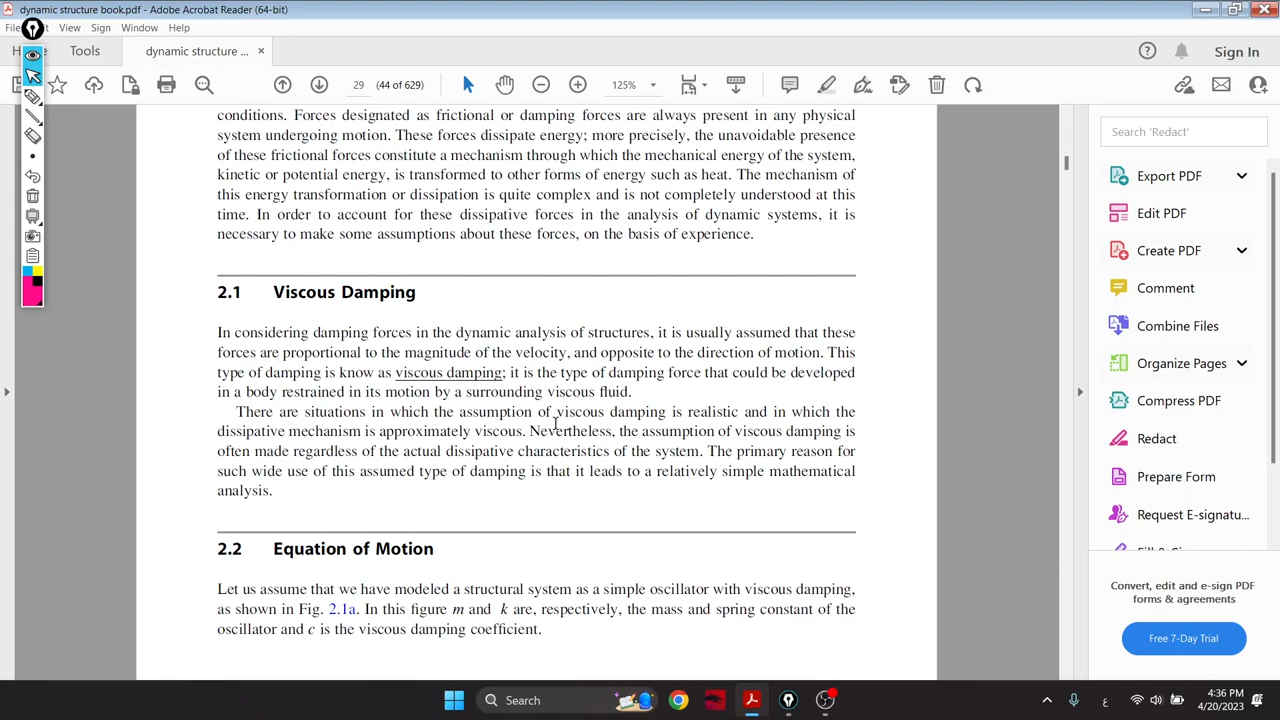 dynamic structure book.pdf - Adobe Acrobat Reader (64-bit)
View Sign Window Help
Tools dynamic structure ... × Sign In
29 (44 of 629) 125%
conditions. Forces designated as frictional or damping forces are always present in any physical
system undergoing motion. These forces dissipate energy; more precisely, the unavoidable presence
of these frictional forces constitute a mechanism through which the mechanical energy of the system,
kinetic or potential energy, is transformed to other forms of energy such as heat. The mechanism of
this energy transformation or dissipation is quite complex and is not completely understood at this
time. In order to account for these dissipative forces in the analysis of dynamic systems, it is
necessary to make some assumptions about these forces, on the basis of experience.
2.1 Viscous Damping
In considering damping forces in the dynamic analysis of structures, it is usually assumed that these
forces are proportional to the magnitude of the velocity, and opposite to the direction of motion. This
type of damping is know as viscous damping; it is the type of damping force that could be developed
in a body restrained in its motion by a surrounding viscous fluid.
There are situations in which the assumption of viscous damping is realistic and in which the
dissipative mechanism is approximately viscous. Nevertheless, the assumption of viscous damping is
often made regardless of the actual dissipative characteristics of the system. The primary reason for
such wide use of this assumed type of damping is that it leads to a relatively simple mathematical
analysis.
2.2 Equation of Motion
Let us assume that we have modeled a structural system as a simple oscillator with viscous damping,
as shown in Fig. 2.1a. In this figure m and k are, respectively, the mass and spring constant of the
oscillator and c is the viscous damping coefficient.
Search 'Redact'
Export PDF
Edit PDF
Create PDF
Comment
Combine Files
Organize Pages
Compress PDF
Redact
Prepare Form
Request E-signatu...
Convert, edit and e-sign PDF
forms & agreements
Free 7-Day Trial
Search
ع
4:36 PM
4/20/2023